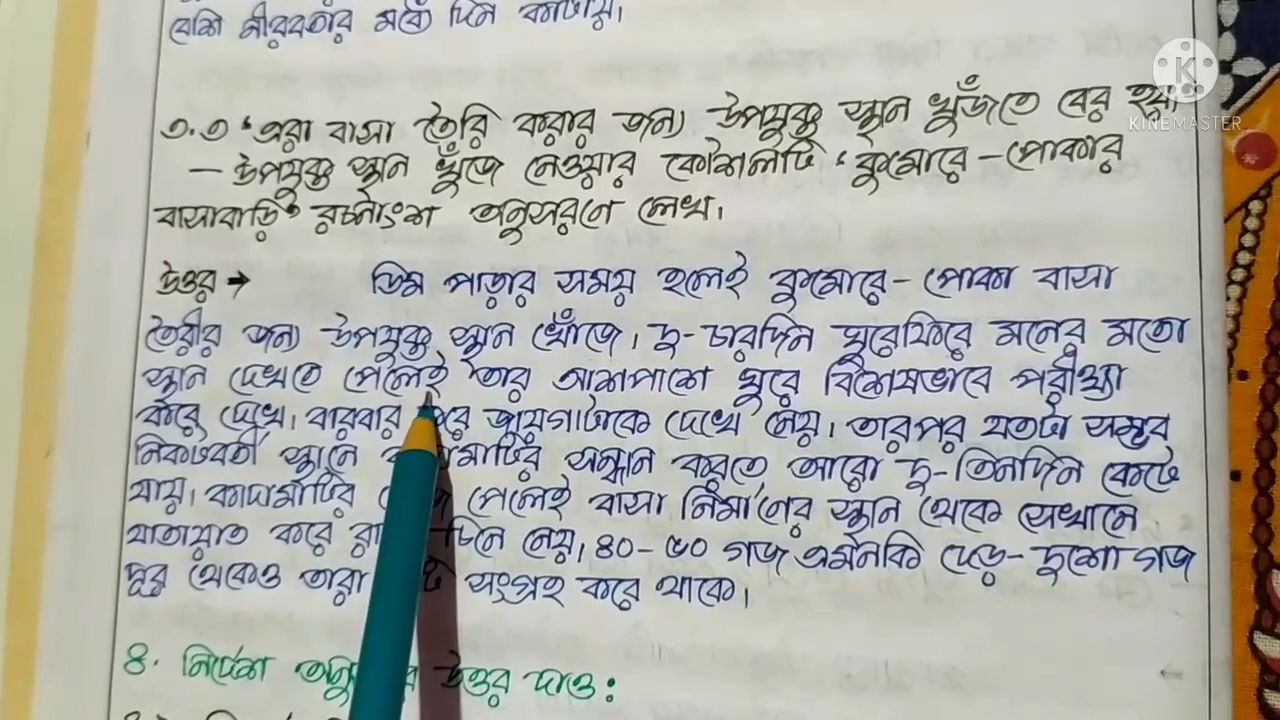 বেশি নীরবতার মধ্যে দিন কাটায়।
K
KINEMASTER
৩.৩ 'এরা বাসা তৈরি করার জন্য উপযুক্ত স্থান খুঁজতে বের হয়।
— উপযুক্ত স্থান খুঁজে নেওয়ার কৌশলটি 'কুমোরে-পোকার
বাসাবাড়ি' রচনাংশ অনুসরণে লেখ।
উত্তর → ডিম পাড়ার সময় হলেই কুমোরে-পোকা বাসা
তৈরীর জন্য উপযুক্ত স্থান খোঁজে। দু-চারদিন ঘুরেফিরে মনের মতো
স্থান দেখতে পেলেই তার আশপাশে ঘুরে বিশেষভাবে পরীক্ষা
করে দেখে। বারবার জায়গাটাকে দেখে নেয়। তারপর যতটা সম্ভব
নিকটবর্তী স্থানে সন্ধান করতে আরো দু-তিনদিন কেটে
যায়। কাদামাটির পেলেই বাসা নির্মাণের স্থান থেকে সেখানে
যাতায়াত করে নেয়। ৪০-৫০ গজ এমনকি দেড়-দুশো গজ
দূর থেকেও তারা সংগ্রহ করে থাকে।
৪. নির্দেশ উত্তর দাও: